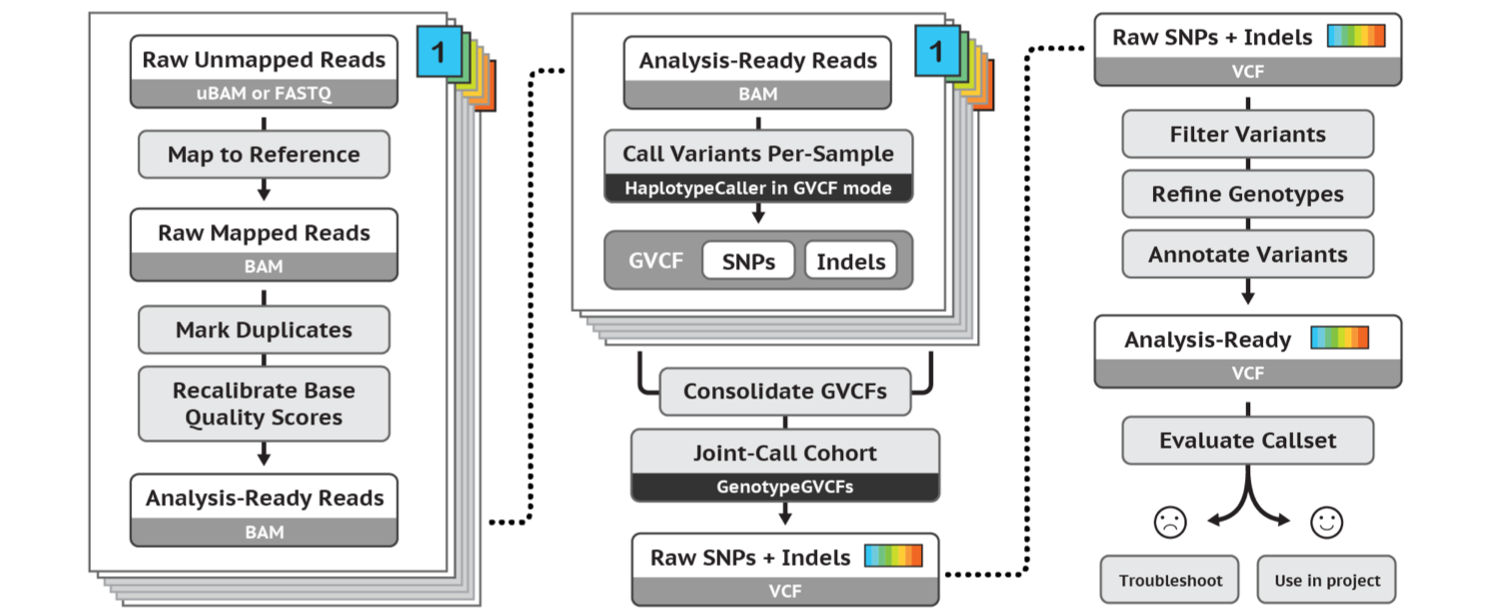 1
Raw Unmapped Reads
uBAM or FASTQ
Map to Reference
Raw Mapped Reads
BAM
Mark Duplicates
Recalibrate Base
Quality Scores
Analysis-Ready Reads
BAM
1
Analysis-Ready Reads
BAM
Call Variants Per-Sample
HaplotypeCaller in GVCF mode
GVCF SNPs Indels
Consolidate GVCFs
Joint-Call Cohort
GenotypeGVCFs
Raw SNPs + Indels
VCF
Raw SNPs + Indels
VCF
Filter Variants
Refine Genotypes
Annotate Variants
Analysis-Ready
VCF
Evaluate Callset
Troubleshoot
Use in project